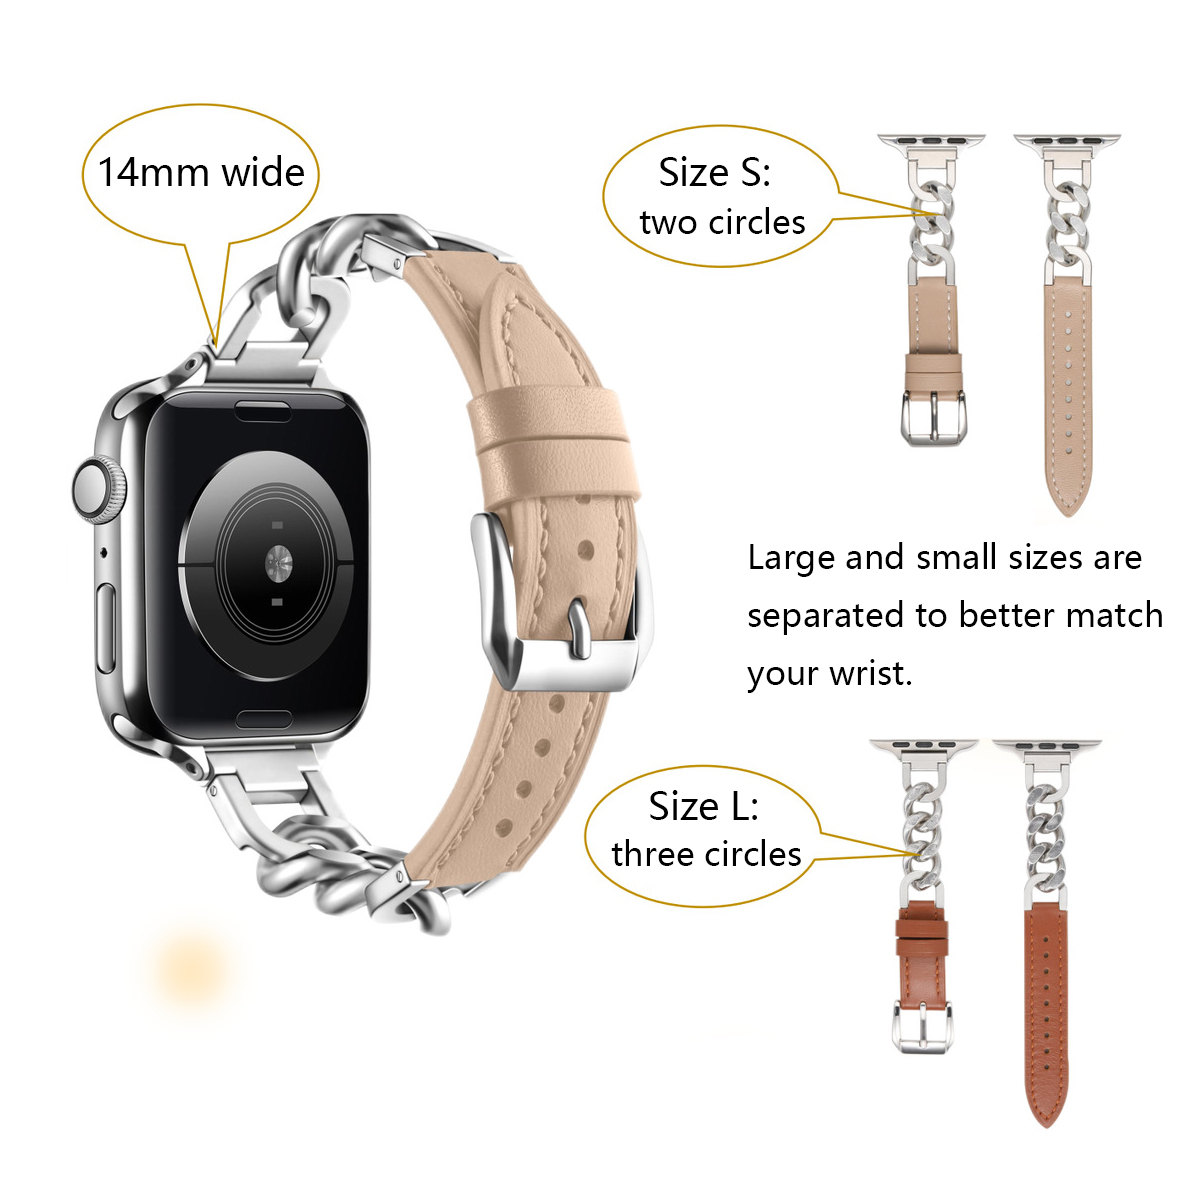 14mm wide
Size S:
two circles
Large and small sizes are
separated to better match
your wrist.
Size L:
three circles